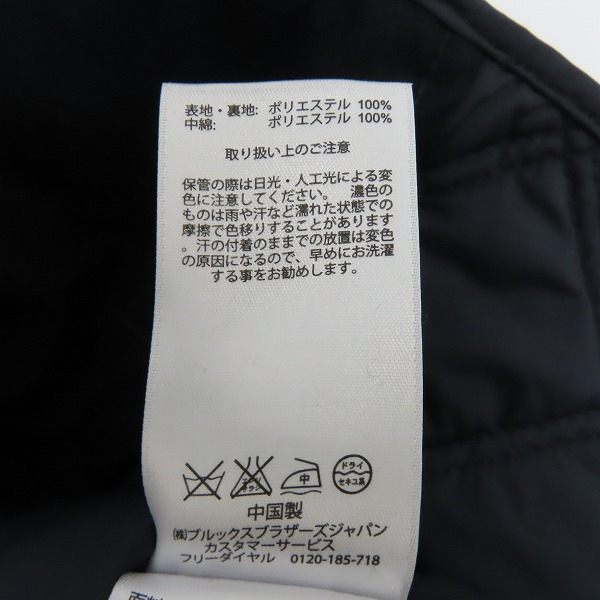 表地・裏地: ポリエステル 100%
中綿: ポリエステル 100%
取り扱い上のご注意
保管の際は日光・人工光による変
色に注意してください。 濃色の
ものは雨や汗など濡れた状態での
摩擦で色移りすることがあります
。汗の付着のままでの放置は変色
の原因になるので、早めにお洗濯
する事をお勧めします。
中
ドライ
セキユ系
中国製
㈱ブルックスブラザーズジャパン
カスタマーサービス
フリーダイヤル 0120-185-718